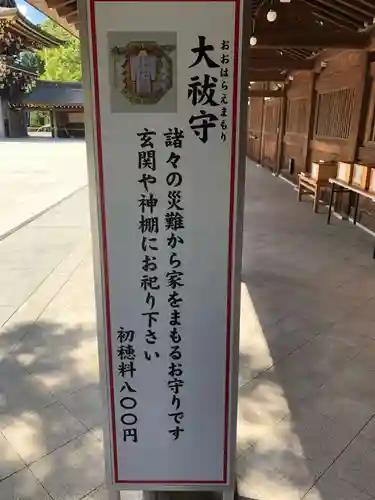 大祓守
おおはらえまもり
諸々の災難から家をまもるお守りです
玄関や神棚にお祀り下さい
初穂料八〇〇円